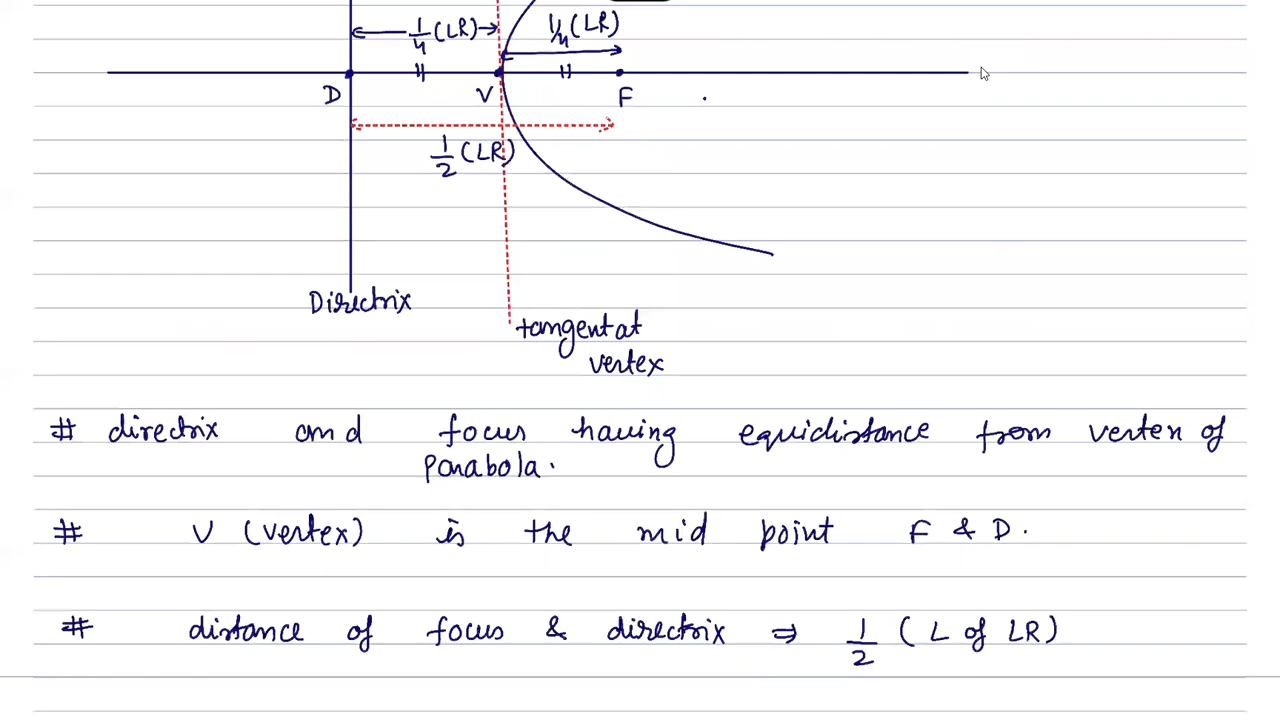 1/4 (LR)
1/4 (LR)
D
V
F
1/2 (LR)
Directrix
tangent at
vertex
# directrix and focus having equidistance from vertex of
parabola.
# V (vertex) is the mid point F & D.
# distance of focus & directrix ⇒ 1/2 ( L of LR)